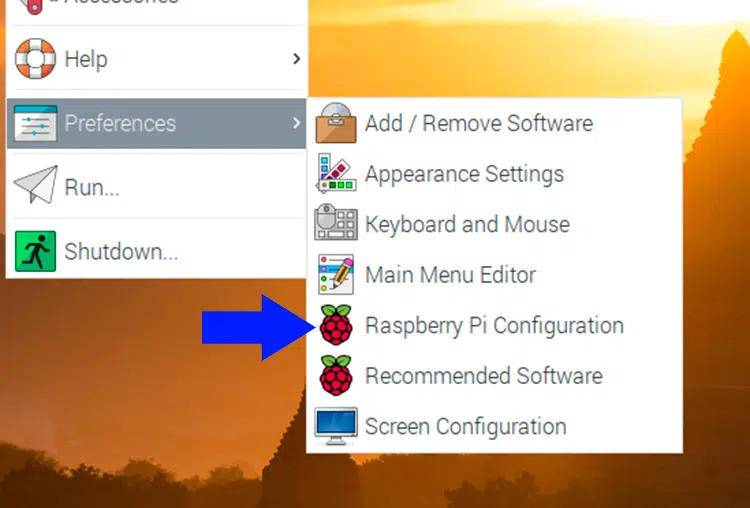 Accessories
Help
Preferences
Run...
Shutdown...
Add / Remove Software
Appearance Settings
Keyboard and Mouse
Main Menu Editor
Raspberry Pi Configuration
Recommended Software
Screen Configuration